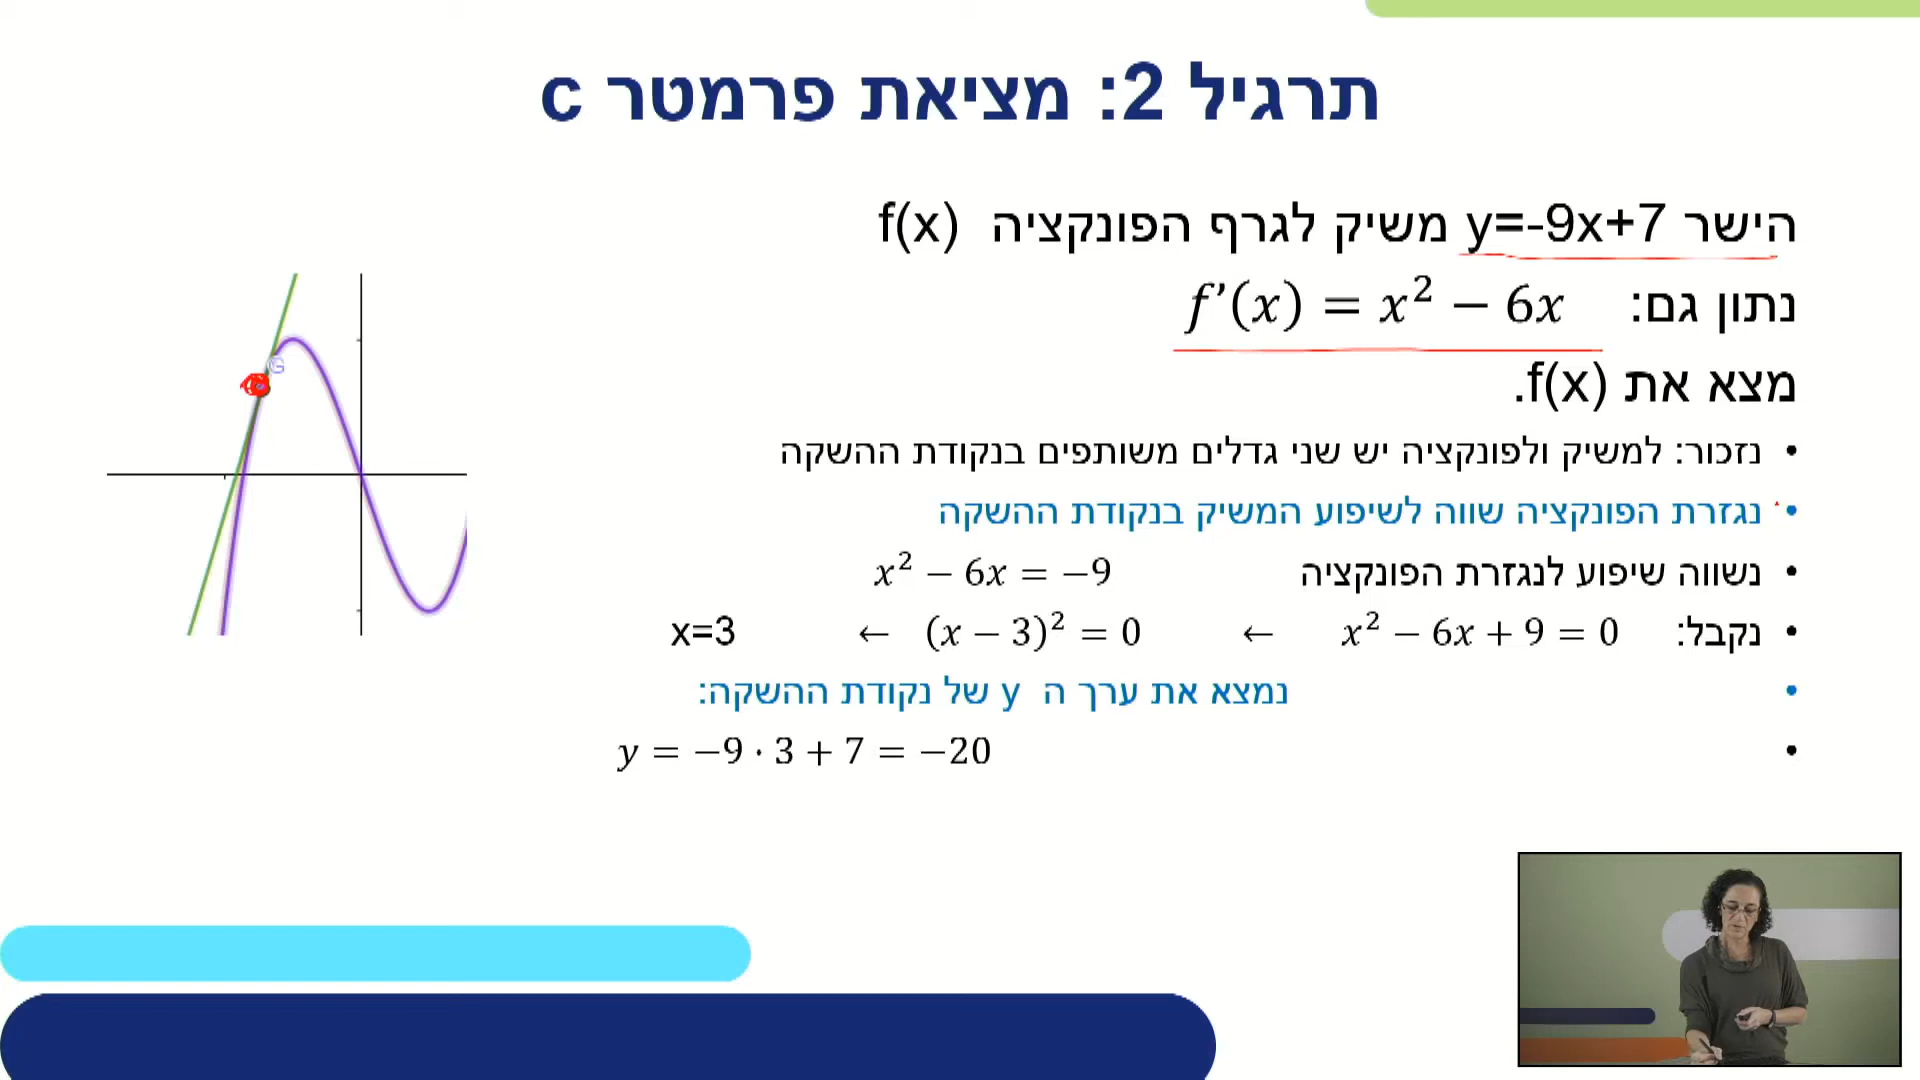 תרגיל 2: מציאת פרמטר c
הישר y=-9x+7 משיק לגרף הפונקציה f(x)
נתון גם: f’(x) = x² − 6x
מצא את f(x).
• נזכור: למשיק ולפונקציה יש שני גדלים משותפים בנקודת ההשקה
• נגזרת הפונקציה שווה לשיפוע המשיק בנקודת ההשקה
• נשווה שיפוע לנגזרת הפונקציה x² − 6x = −9
• נקבל: x² − 6x + 9 = 0 ← (x − 3)² = 0 ← x=3
• נמצא את ערך ה y של נקודת ההשקה:
• y = −9 · 3 + 7 = −20
G